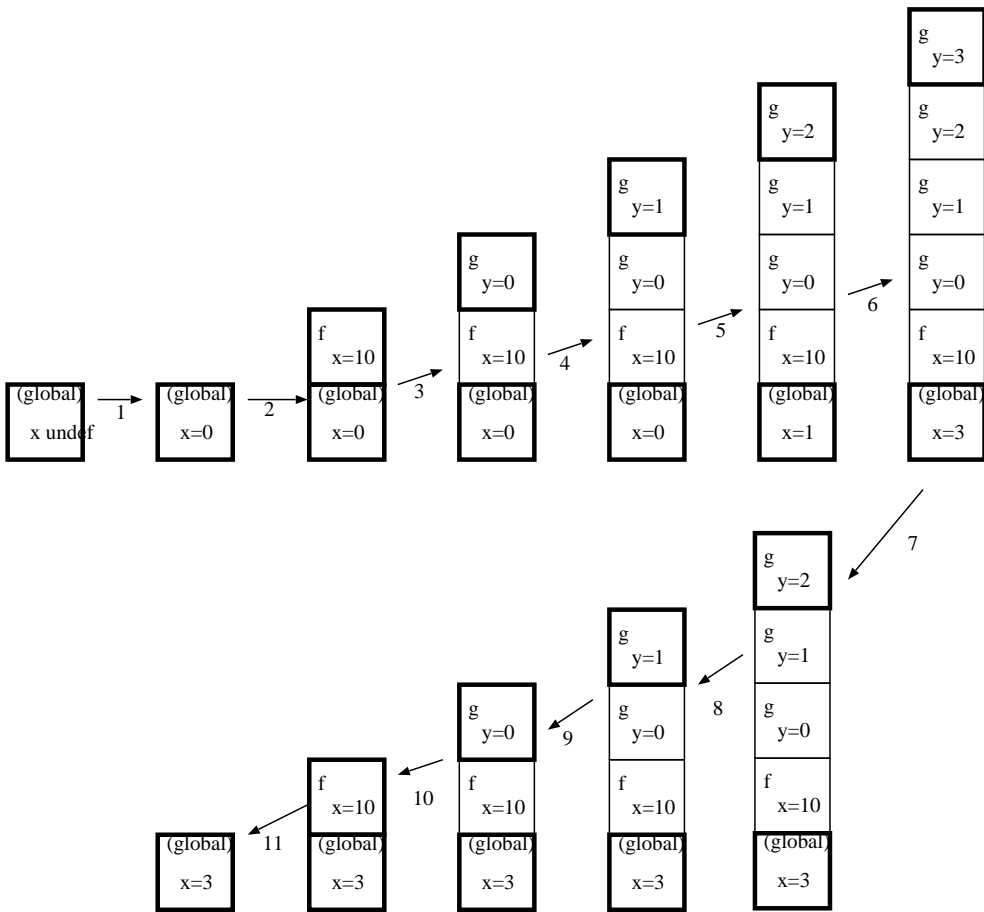 (global)
x undef
1
(global)
x=0
2
f
x=10
(global)
x=0
3
g
y=0
f
x=10
(global)
x=0
4
g
y=1
g
y=0
f
x=10
(global)
x=0
5
g
y=2
g
y=1
g
y=0
f
x=10
(global)
x=1
6
g
y=3
g
y=2
g
y=1
g
y=0
f
x=10
(global)
x=3
7
g
y=2
g
y=1
g
y=0
f
x=10
(global)
x=3
8
g
y=1
g
y=0
f
x=10
(global)
x=3
9
g
y=0
f
x=10
(global)
x=3
10
f
x=10
(global)
x=3
11
(global)
x=3